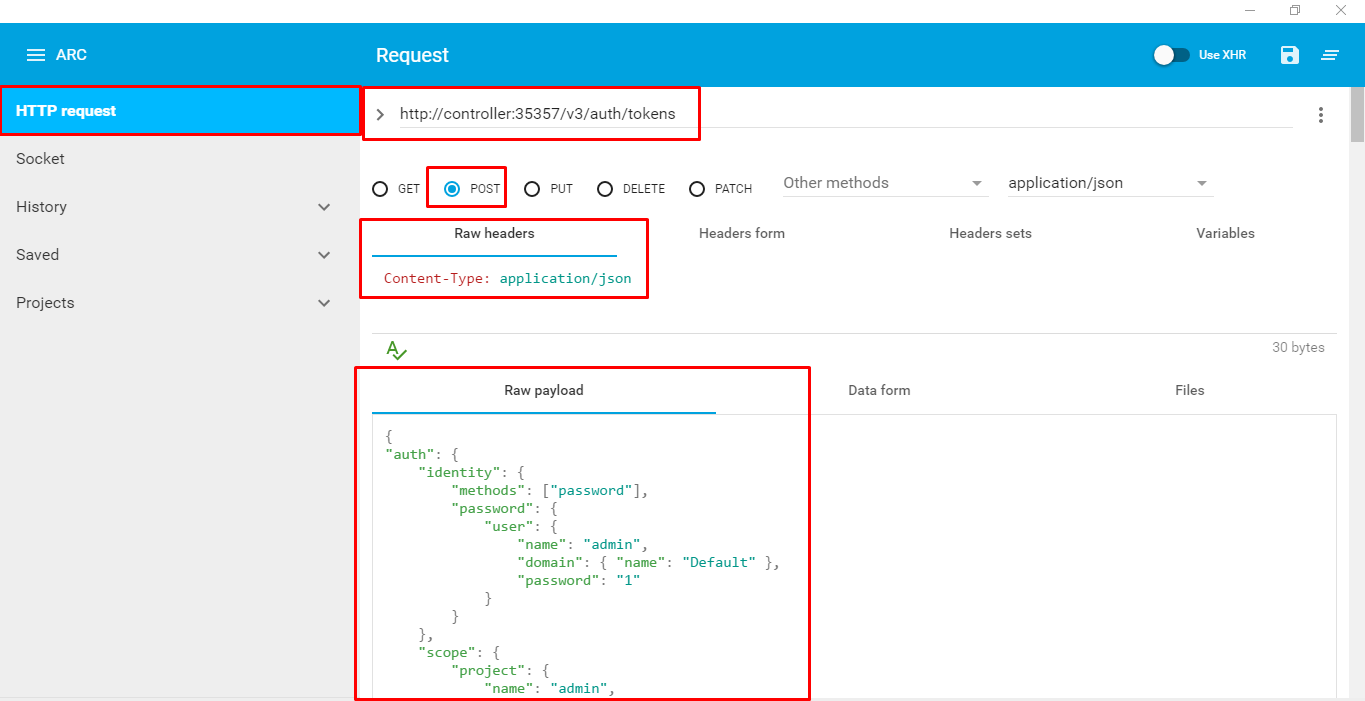 ARC
Request
Use XHR
HTTP request
http://controller:35357/v3/auth/tokens
Socket
History
Saved
Projects
GET
POST
PUT
DELETE
PATCH
Other methods
application/json
Raw headers
Headers form
Headers sets
Variables
Content-Type: application/json
30 bytes
Raw payload
Data form
Files
{
"auth": {
    "identity": {
        "methods": ["password"],
        "password": {
            "user": {
                "name": "admin",
                "domain": { "name": "Default" },
                "password": "1"
            }
        }
    },
    "scope": {
        "project": {
            "name": "admin",